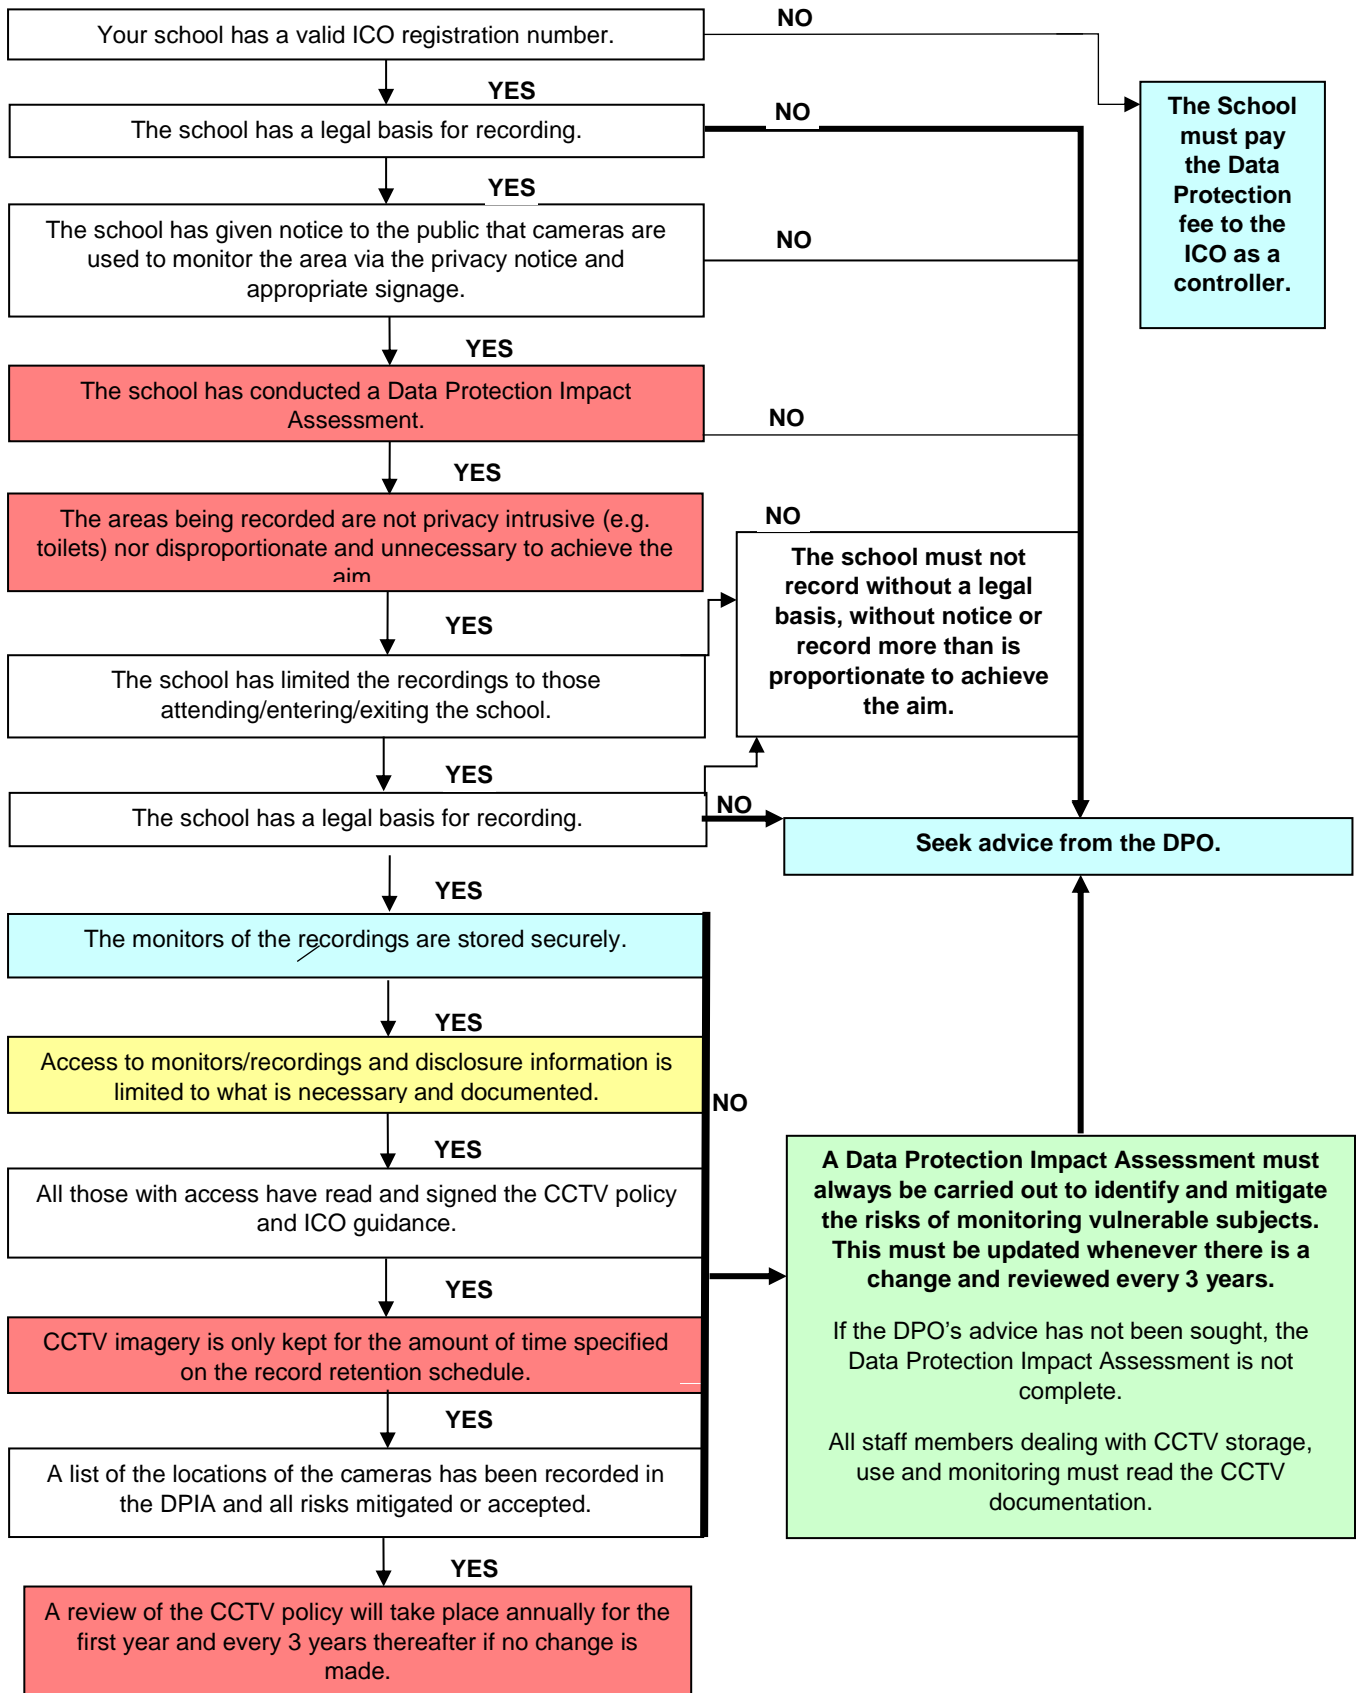 Your school has a valid ICO registration number.
NO
YES
The School
must pay
the Data
Protection
fee to the
ICO as a
controller.
The school has a legal basis for recording.
NO
YES
The school has given notice to the public that cameras are
used to monitor the area via the privacy notice and
appropriate signage.
NO
YES
The school has conducted a Data Protection Impact
Assessment.
NO
YES
The areas being recorded are not privacy intrusive (e.g.
toilets) nor disproportionate and unnecessary to achieve the
aim
NO
The school must not
record without a legal
basis, without notice or
record more than is
proportionate to achieve
the aim.
YES
The school has limited the recordings to those
attending/entering/exiting the school.
YES
The school has a legal basis for recording.
NO
Seek advice from the DPO.
YES
The monitors of the recordings are stored securely.
YES
Access to monitors/recordings and disclosure information is
limited to what is necessary and documented.
NO
YES
All those with access have read and signed the CCTV policy
and ICO guidance.
A Data Protection Impact Assessment must
always be carried out to identify and mitigate
the risks of monitoring vulnerable subjects.
This must be updated whenever there is a
change and reviewed every 3 years.
If the DPO’s advice has not been sought, the
Data Protection Impact Assessment is not
complete.
All staff members dealing with CCTV storage,
use and monitoring must read the CCTV
documentation.
YES
CCTV imagery is only kept for the amount of time specified
on the record retention schedule.
YES
A list of the locations of the cameras has been recorded in
the DPIA and all risks mitigated or accepted.
YES
A review of the CCTV policy will take place annually for the
first year and every 3 years thereafter if no change is
made.